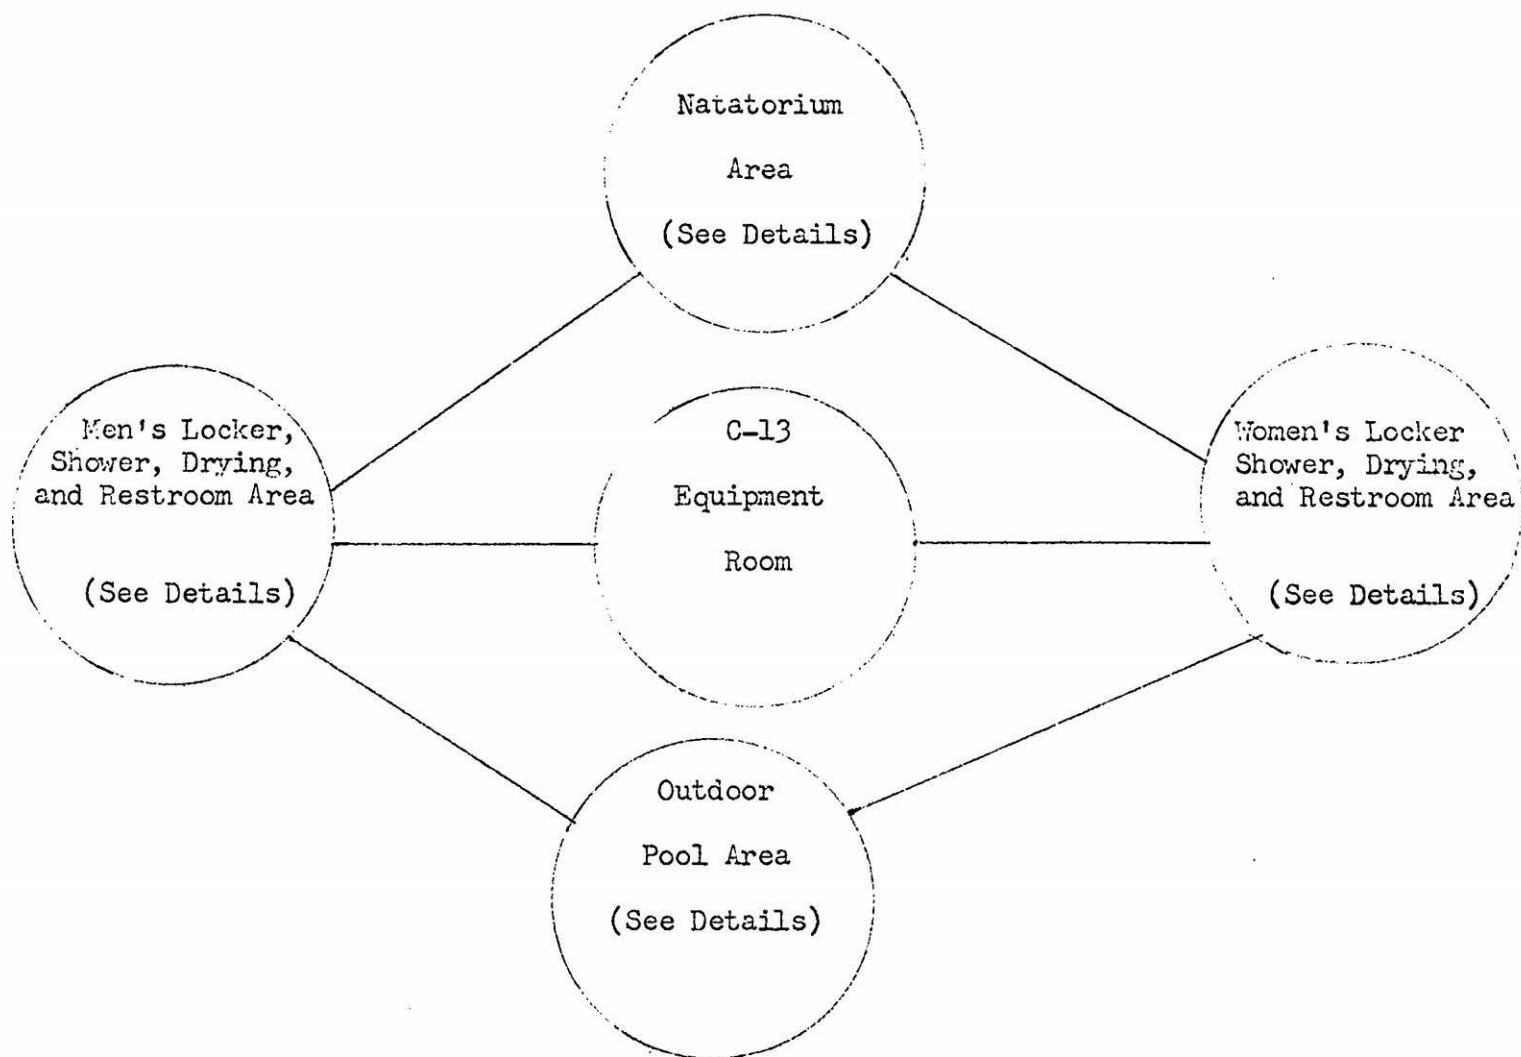 Natatorium
Area
(See Details)
Men's Locker,
Shower, Drying,
and Restroom Area
(See Details)
C-13
Equipment
Room
Women's Locker
Shower, Drying,
and Restroom Area
(See Details)
Outdoor
Pool Area
(See Details)